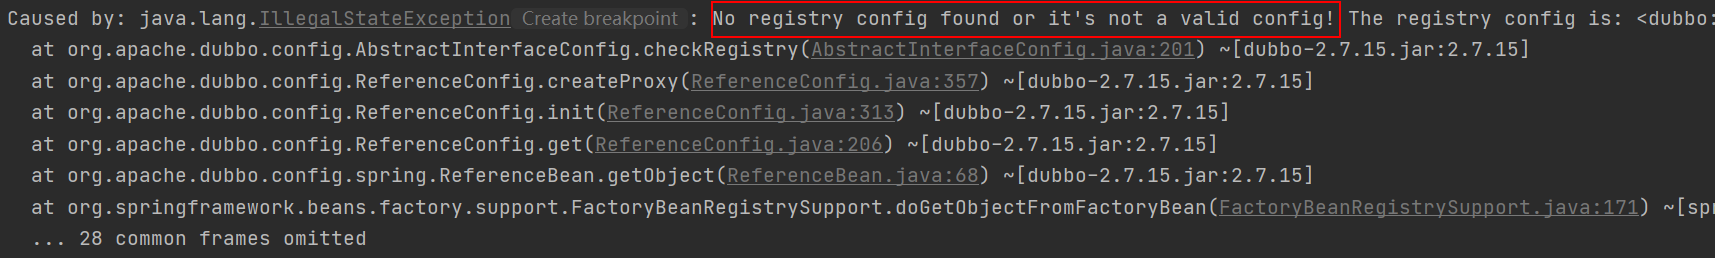 Caused by: java.lang.IllegalStateException Create breakpoint : No registry config found or it's not a valid config! The registry config is: <dubbo:
at org.apache.dubbo.config.AbstractInterfaceConfig.checkRegistry(AbstractInterfaceConfig.java:201) ~[dubbo-2.7.15.jar:2.7.15]
at org.apache.dubbo.config.ReferenceConfig.createProxy(ReferenceConfig.java:357) ~[dubbo-2.7.15.jar:2.7.15]
at org.apache.dubbo.config.ReferenceConfig.init(ReferenceConfig.java:313) ~[dubbo-2.7.15.jar:2.7.15]
at org.apache.dubbo.config.ReferenceConfig.get(ReferenceConfig.java:206) ~[dubbo-2.7.15.jar:2.7.15]
at org.apache.dubbo.config.spring.ReferenceBean.getObject(ReferenceBean.java:68) ~[dubbo-2.7.15.jar:2.7.15]
at org.springframework.beans.factory.support.FactoryBeanRegistrySupport.doGetObjectFromFactoryBean(FactoryBeanRegistrySupport.java:171) ~[spr
... 28 common frames omitted